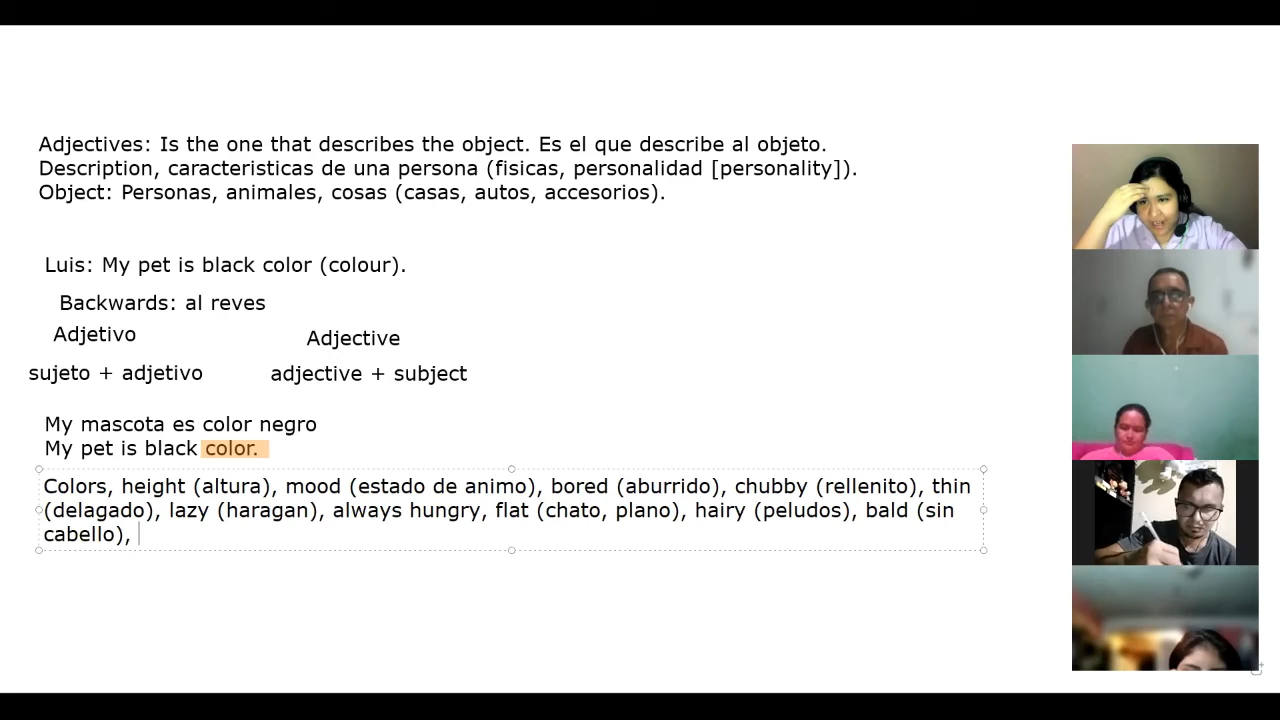 Adjectives: Is the one that describes the object. Es el que describe al objeto.
Description, caracteristicas de una persona (fisicas, personalidad [personality]).
Object: Personas, animales, cosas (casas, autos, accesorios).
Luis: My pet is black color (colour).
Backwards: al reves
Adjetivo
Adjective
sujeto + adjetivo
adjective + subject
My mascota es color negro
My pet is black color.
Colors, height (altura), mood (estado de animo), bored (aburrido), chubby (rellenito), thin
(delagado), lazy (haragan), always hungry, flat (chato, plano), hairy (peludos), bald (sin
cabello),